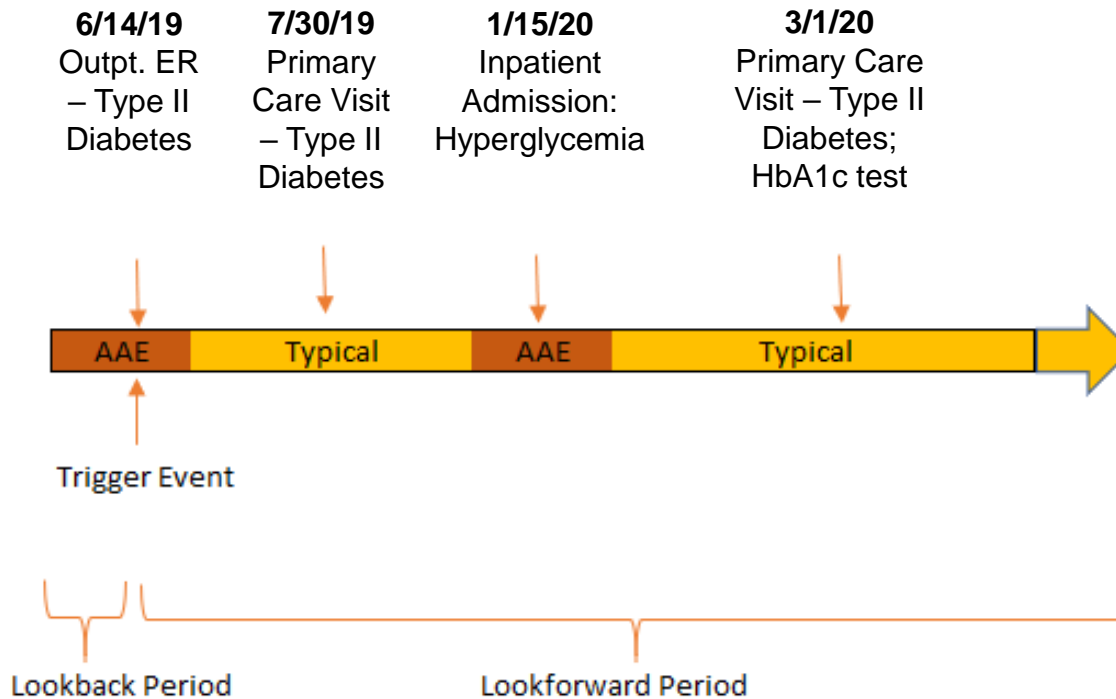 6/14/19
Outpt. ER
– Type II
Diabetes
7/30/19
Primary
Care Visit
– Type II
Diabetes
1/15/20
Inpatient
Admission:
Hyperglycemia
3/1/20
Primary Care
Visit – Type II
Diabetes;
HbA1c test
AAE
Typical
AAE
Typical
Trigger Event
Lookback Period
Lookforward Period